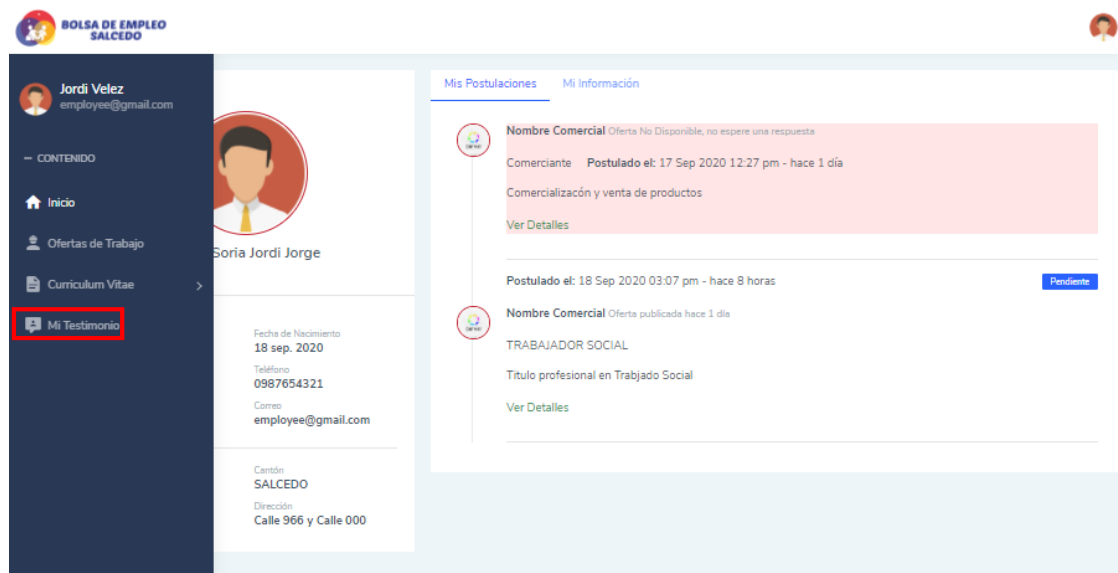 BOLSA DE EMPLEO
SALCEDO
Jordi Velez
employee@gmail.com
CONTENIDO
Inicio
Ofertas de Trabajo
Curriculum Vitae
Mi Testimonio
Soria Jordi Jorge
Fecha de Nacimiento
18 sep. 2020
Teléfono
0987654321
Correo
employee@gmail.com
Cantón
SALCEDO
Dirección
Calle 966 y Calle 000
Mis Postulaciones Mi Información
Nombre Comercial Oferta No Disponible, no espere una respuesta
Comerciante Postulado el: 17 Sep 2020 12:27 pm - hace 1 día
Comercializacón y venta de productos
Ver Detalles
Postulado el: 18 Sep 2020 03:07 pm - hace 8 horas Pendiente
Nombre Comercial Oferta publicada hace 1 día
TRABAJADOR SOCIAL
Titulo profesional en Trabjado Social
Ver Detalles